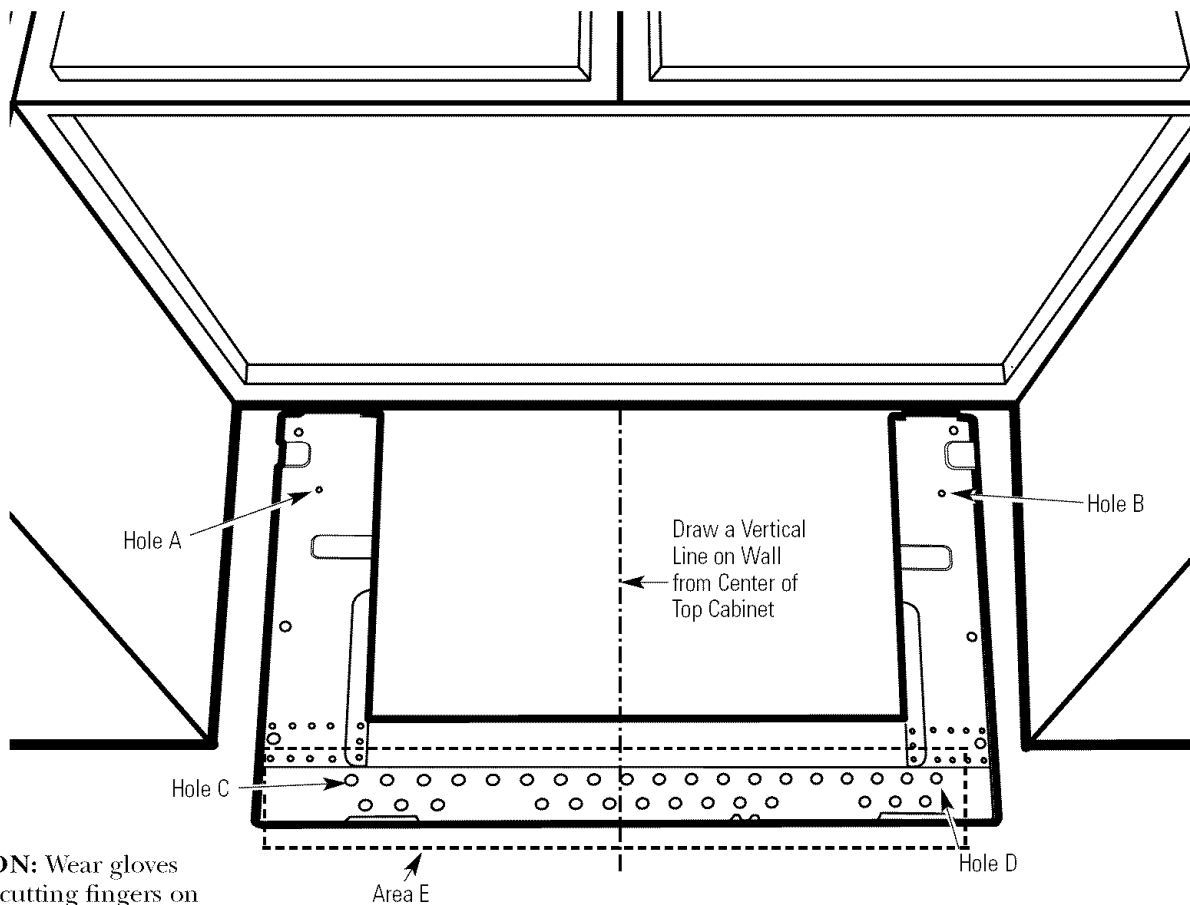 Hole A
Hole B
Draw a Vertical
Line on Wall
from Center of
Top Cabinet
Hole C
Hole D
ON: Wear gloves
cutting fingers on
Area E